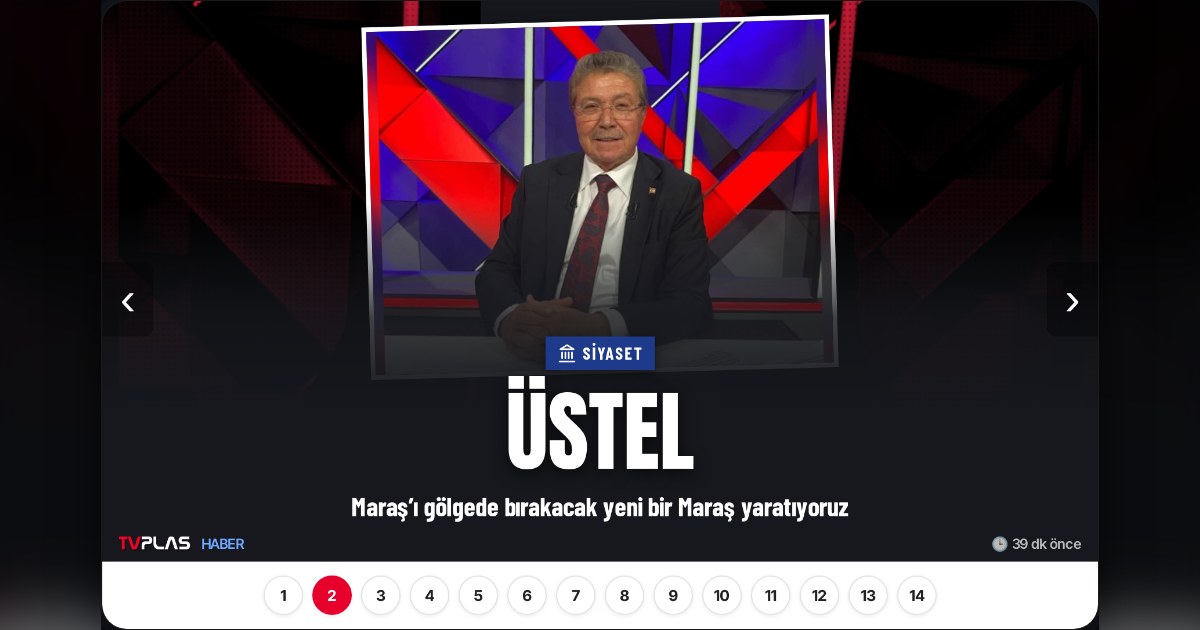 SİYASET
ÜSTEL
Maraş’ı gölgede bırakacak yeni bir Maraş yaratıyoruz
TVPLAS HABER
39 dk önce
1 2 3 4 5 6 7 8 9 10 11 12 13 14